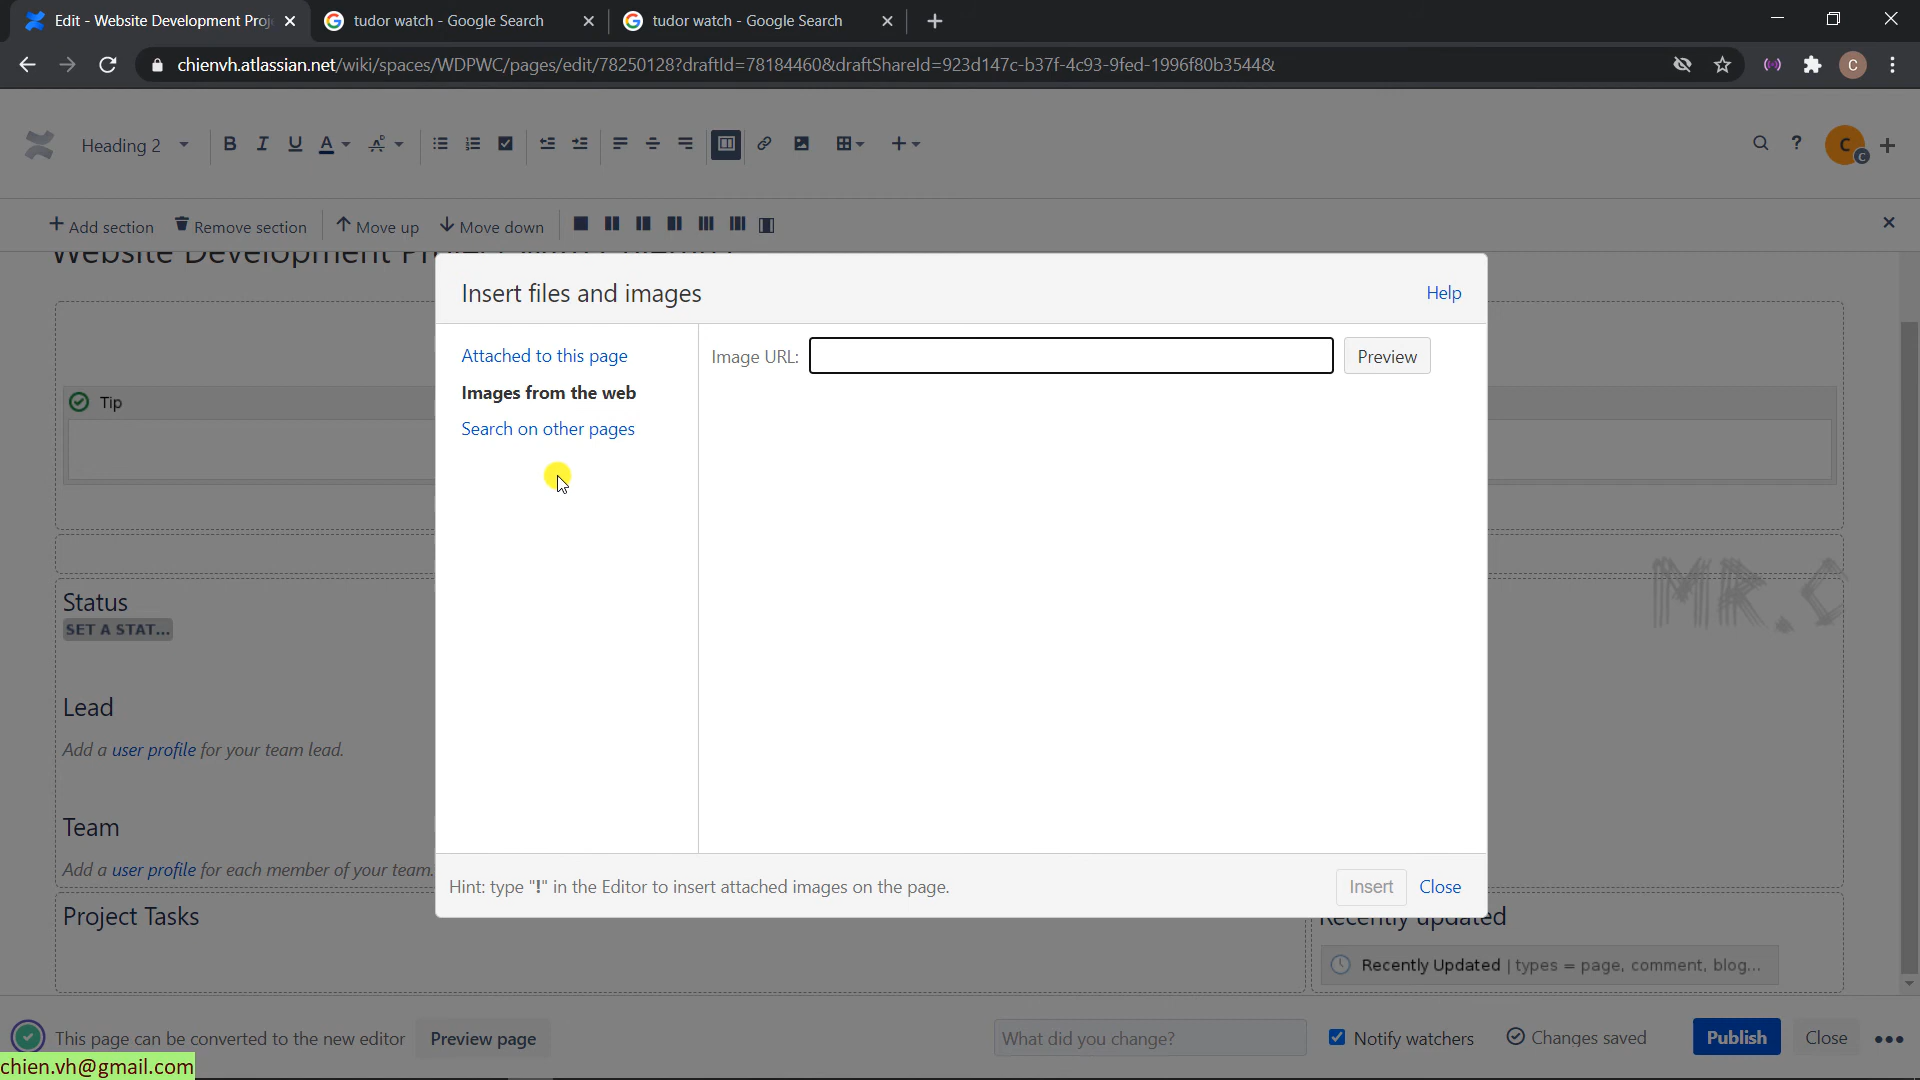 Edit - Website Development Proj
tudor watch - Google Search
tudor watch - Google Search
chienvh.atlassian.net/wiki/spaces/WDPWC/pages/edit/78250128?draftId=78184460&draftShareId=923d147c-b37f-4c93-9fed-1996f80b3544&
C
Heading 2
B I U A
C
C
Add section
Remove section
Move up
Move down
Website Development
Insert files and images
Help
Attached to this page
Images from the web
Search on other pages
Image URL:
Preview
Tip
Status
SET A STAT...
Lead
Add a user profile for your team lead.
Team
Add a user profile for each member of your team.
Hint: type "!" in the Editor to insert attached images on the page.
Insert
Close
Project Tasks
Recently updated
Recently Updated | types = page, comment, blog...
MR.C
This page can be converted to the new editor
Preview page
What did you change?
Notify watchers
Changes saved
Publish
Close
chien.vh@gmail.com